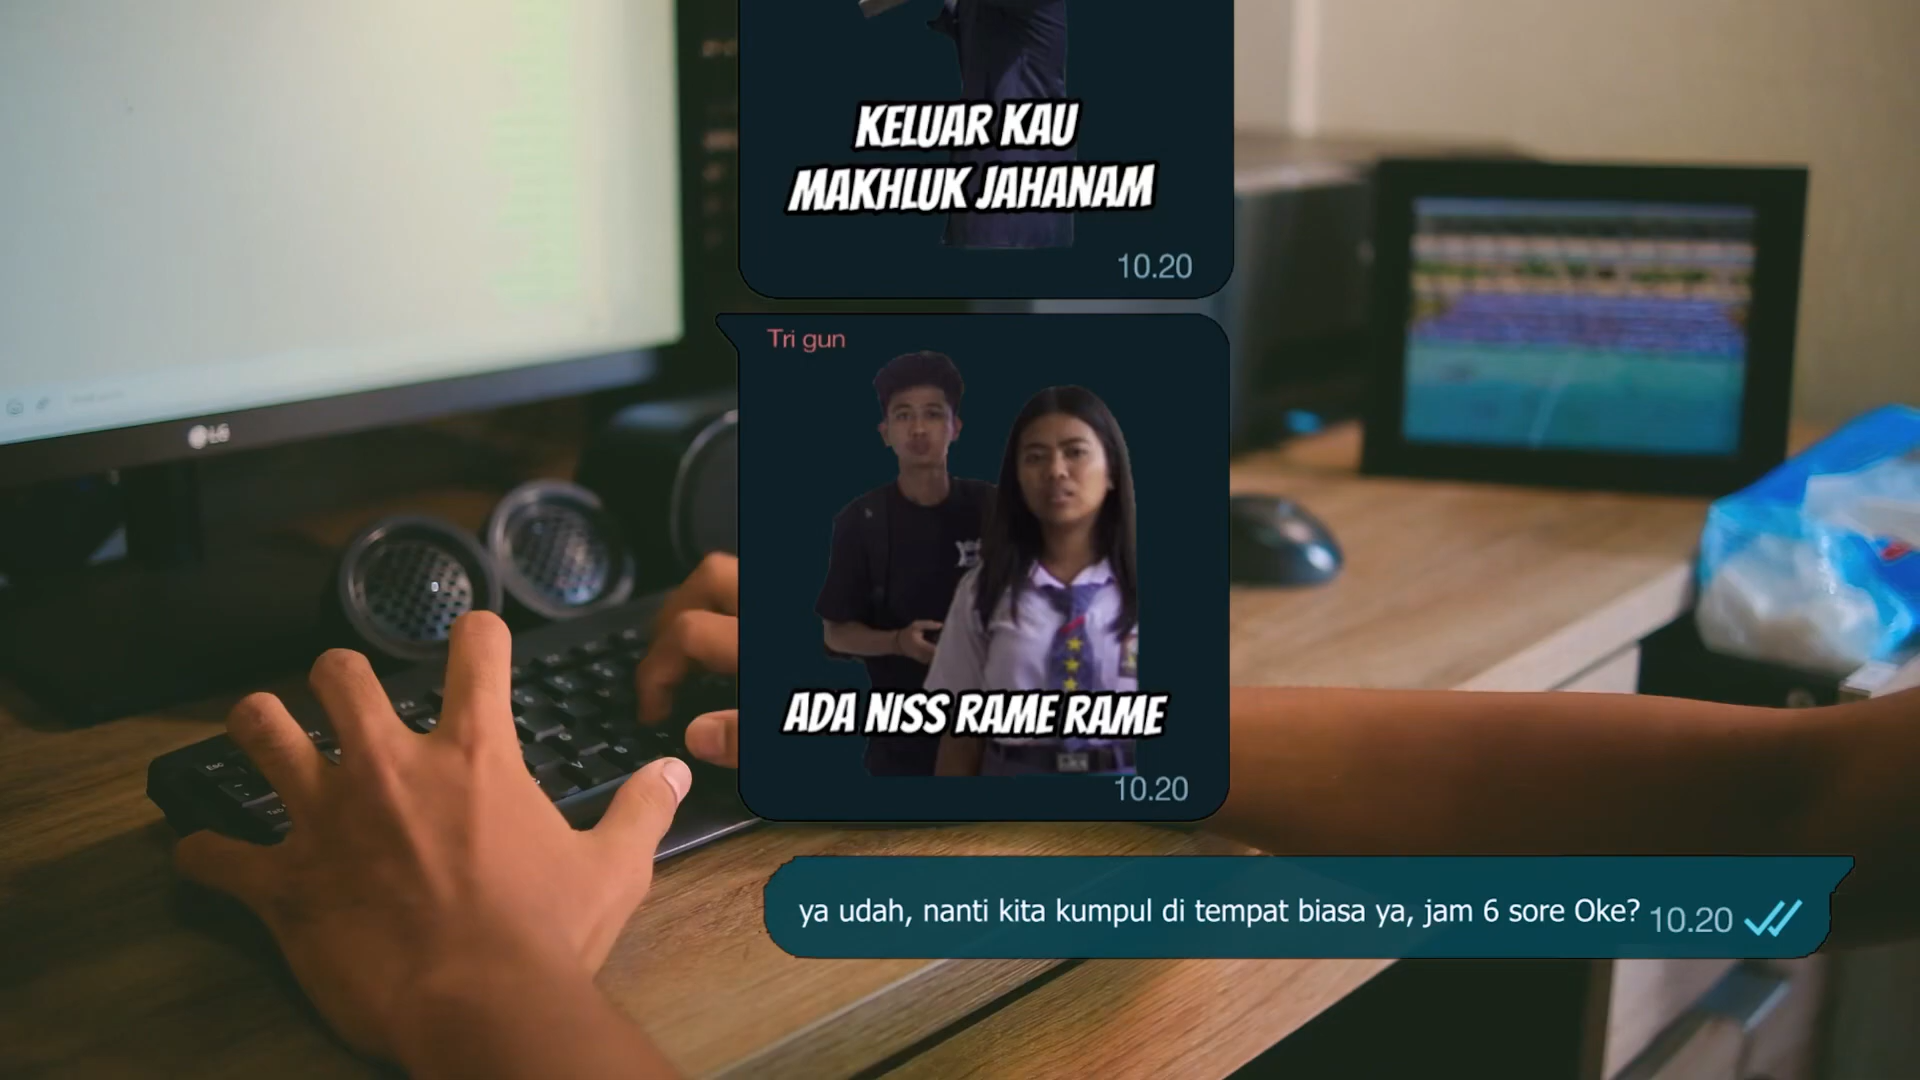 KELUAR KAU
MAKHLUK JAHANAM
10.20
Tri gun
ADA NISS RAME RAME
10.20
ya udah, nanti kita kumpul di tempat biasa ya, jam 6 sore Oke? 10.20
LG
Esc